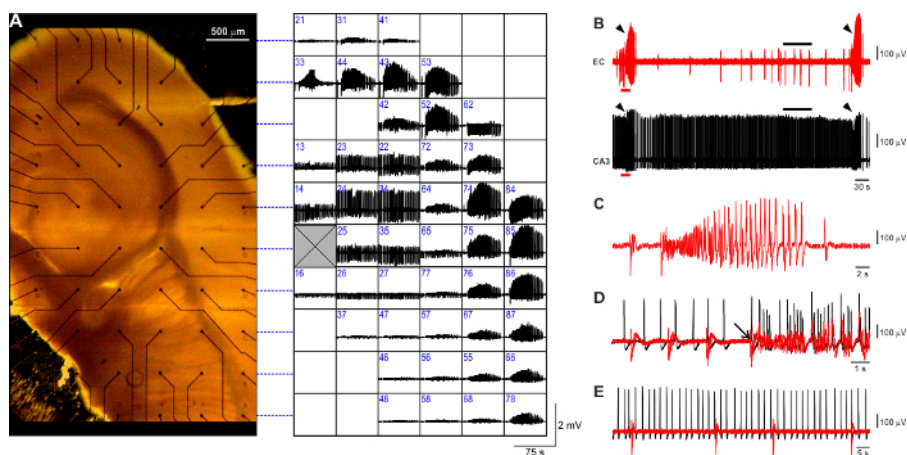 A
500 µm
21 31 41
33 44 43 53
42 52 62
13 23 22 72 73
14 24 34 64 74 84
25 35 65 75 85
16 26 27 77 76 86
37 47 57 67 87
46 56 55
48 58 68 78
2 mV
75 s
B
EC
100 µV
CA3
100 µV
30 s
C
100 µV
2 s
D
100 µV
1 s
E
100 µV
5 s